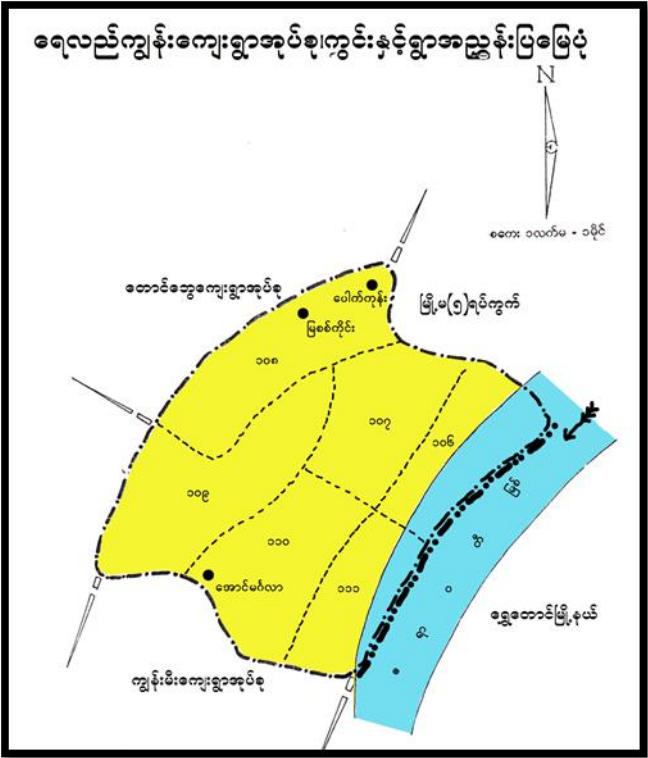 ရေလည်ကျွန်းကျေးရွာအုပ်စု၊ကွင်းနှင့်ရွာအညွှန်းပြမြေပုံ
N
စကေး ၁လက်မ - ၁မိုင်
တောင်ဘွေကျေးရွာအုပ်စု
ပေါက်ကုန်း
မြို့မ(၅)ရပ်ကွက်
မြစစ်ကိုင်း
၁၀၈
၁၀၇
၁၀၆
၁၀၉
မြစ်
ဝ
၁၁၀
အောင်မင်္ဂလာ
၁၁၁
ရွှေတောင်မြို့နယ်
ကျွန်းမီးကျေးရွာအုပ်စု